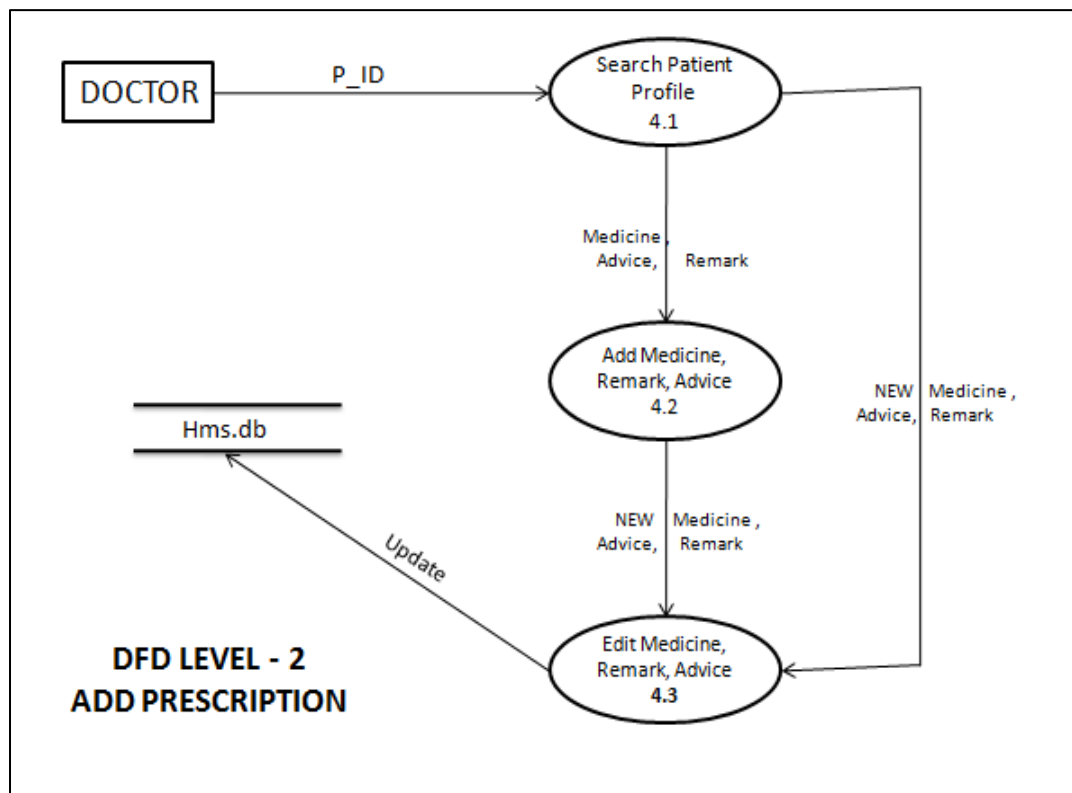 DOCTOR
P_ID
Search Patient
Profile
4.1
Medicine ,
Advice, Remark
Add Medicine,
Remark, Advice
4.2
NEW Medicine ,
Advice, Remark
Hms.db
NEW Medicine ,
Advice, Remark
Update
Edit Medicine,
Remark, Advice
4.3
DFD LEVEL - 2
ADD PRESCRIPTION